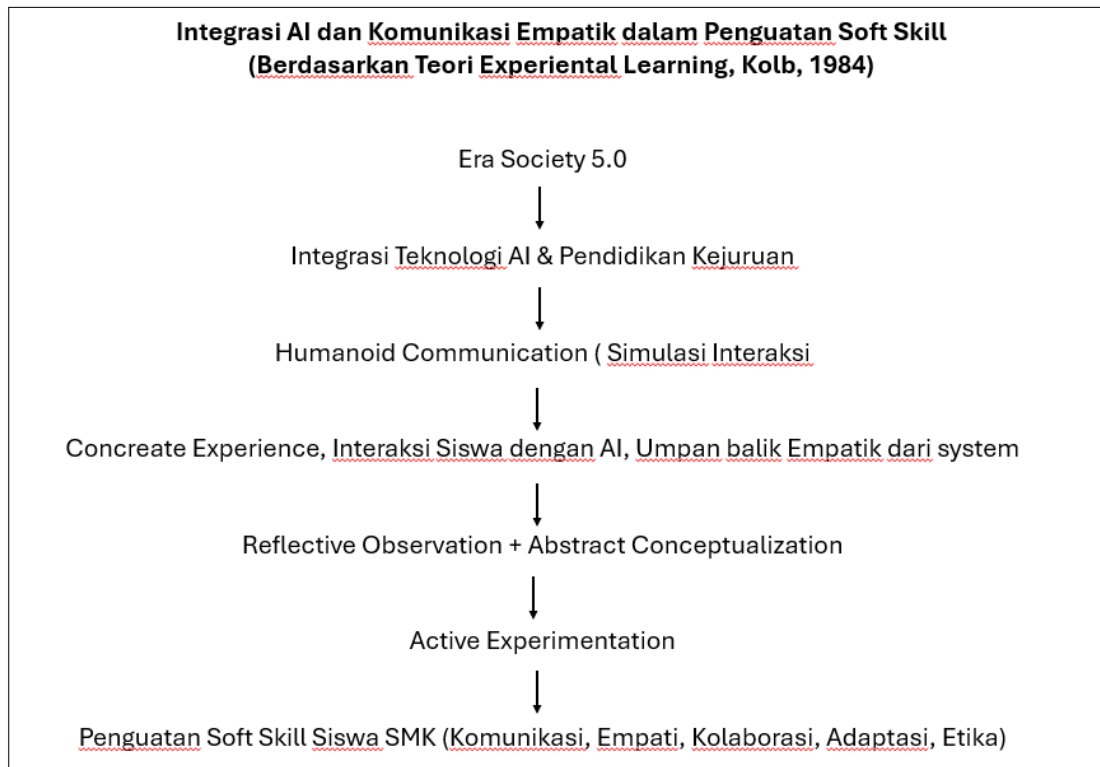 Integrasi AI dan Komunikasi Empatik dalam Penguatan Soft Skill
(Berdasarkan Teori Experiental Learning, Kolb, 1984)
Era Society 5.0
Integrasi Teknologi AI & Pendidikan Kejuruan
Humanoid Communication ( Simulasi Interaksi
Concreate Experience, Interaksi Siswa dengan AI, Umpan balik Empatik dari system
Reflective Observation + Abstract Conceptualization
Active Experimentation
Penguatan Soft Skill Siswa SMK (Komunikasi, Empati, Kolaborasi, Adaptasi, Etika)